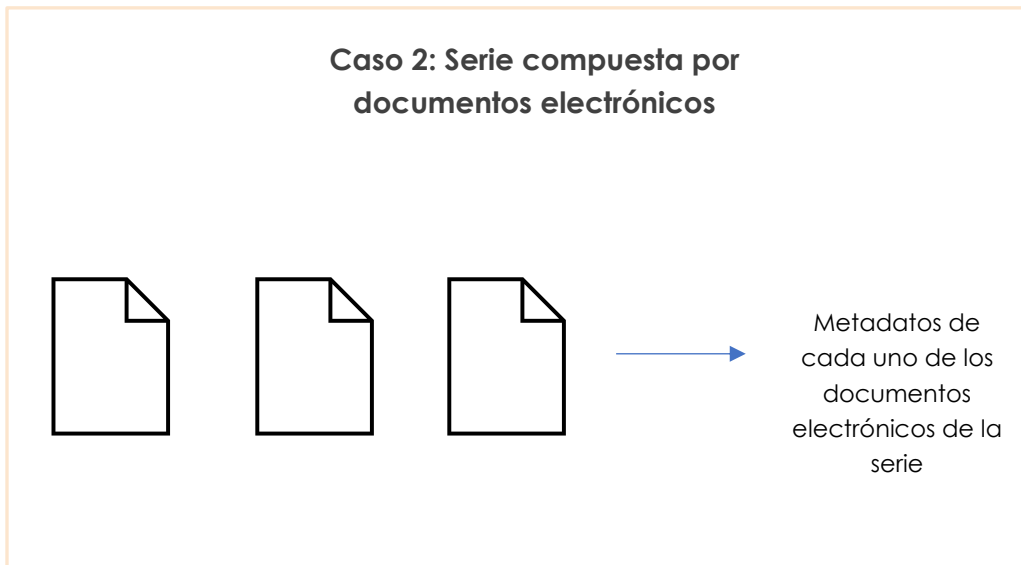 Caso 2: Serie compuesta por
documentos electrónicos
Metadatos de
cada uno de los
documentos
electrónicos de la
serie